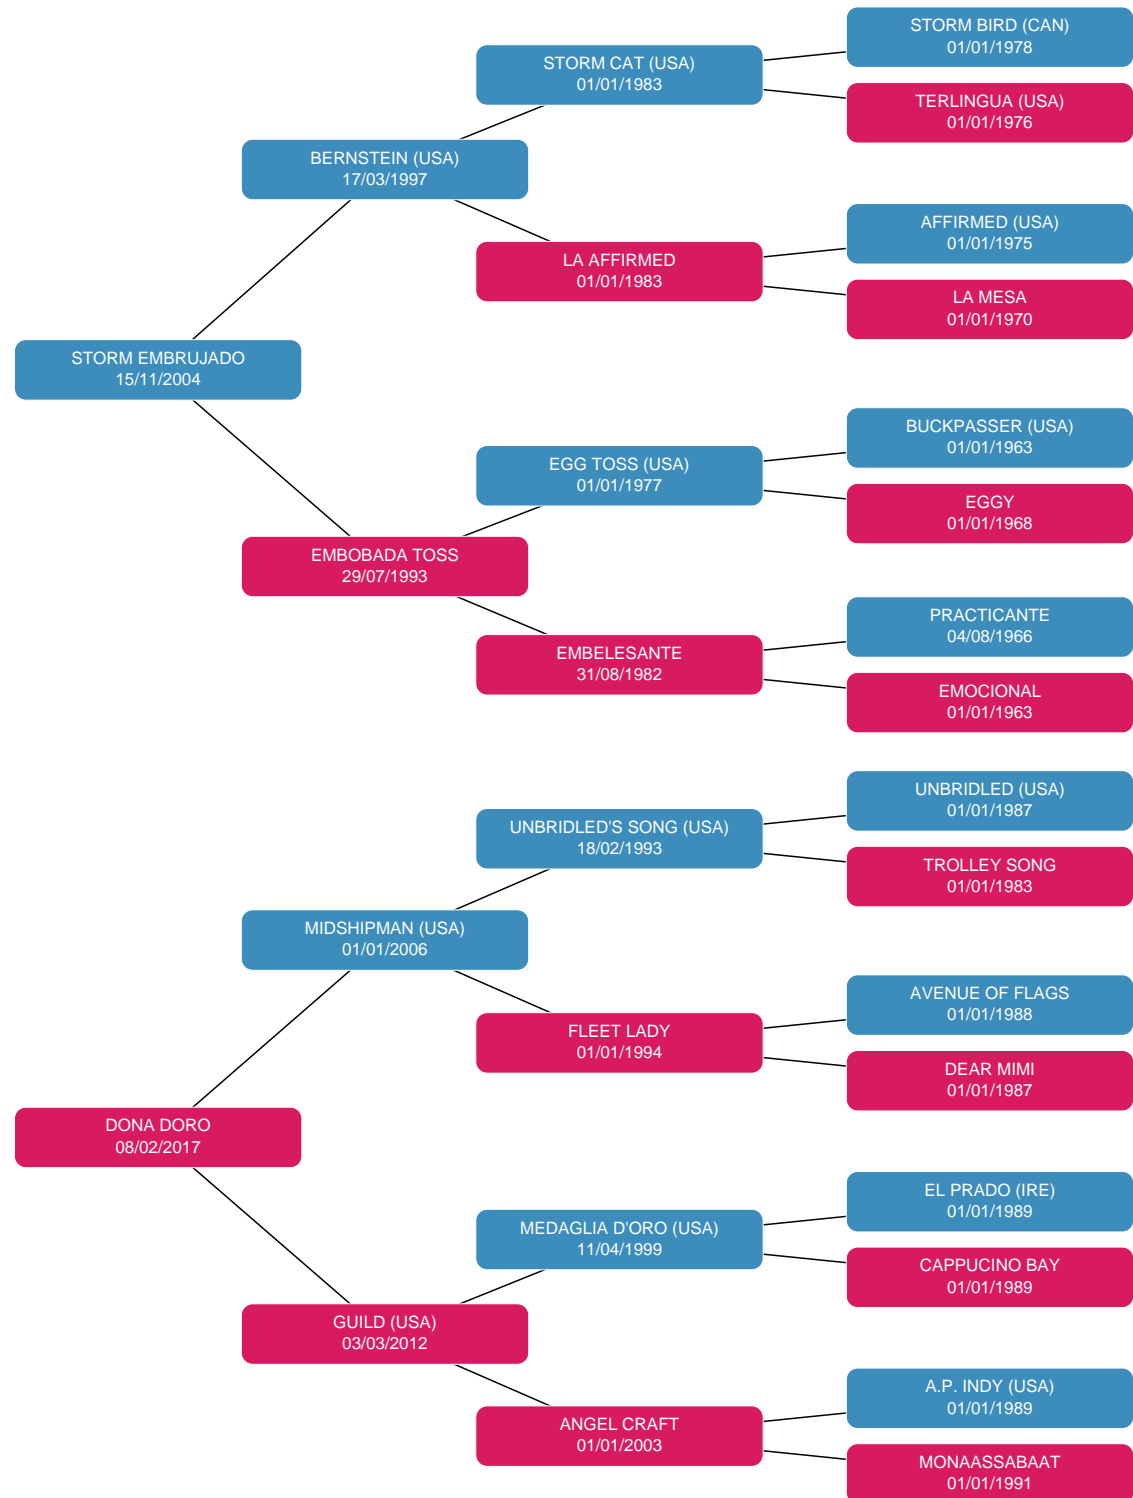 STORM BIRD (CAN)
01/01/1978
STORM CAT (USA)
01/01/1983
TERLINGUA (USA)
01/01/1976
BERNSTEIN (USA)
17/03/1997
AFFIRMED (USA)
01/01/1975
LA AFFIRMED
01/01/1983
LA MESA
01/01/1970
STORM EMBRUJADO
15/11/2004
BUCKPASSER (USA)
01/01/1963
EGG TOSS (USA)
01/01/1977
EGGY
01/01/1968
EMBOBADA TOSS
29/07/1993
PRACTICANTE
04/08/1966
EMBELESANTE
31/08/1982
EMOCIONAL
01/01/1963
UNBRIDLED (USA)
01/01/1987
UNBRIDLED'S SONG (USA)
18/02/1993
TROLLEY SONG
01/01/1983
MIDSHIPMAN (USA)
01/01/2006
AVENUE OF FLAGS
01/01/1988
FLEET LADY
01/01/1994
DEAR MIMI
01/01/1987
DONA DORO
08/02/2017
EL PRADO (IRE)
01/01/1989
MEDAGLIA D'ORO (USA)
11/04/1999
CAPPUCINO BAY
01/01/1989
GUILD (USA)
03/03/2012
A.P. INDY (USA)
01/01/1989
ANGEL CRAFT
01/01/2003
MONAASSABAAT
01/01/1991